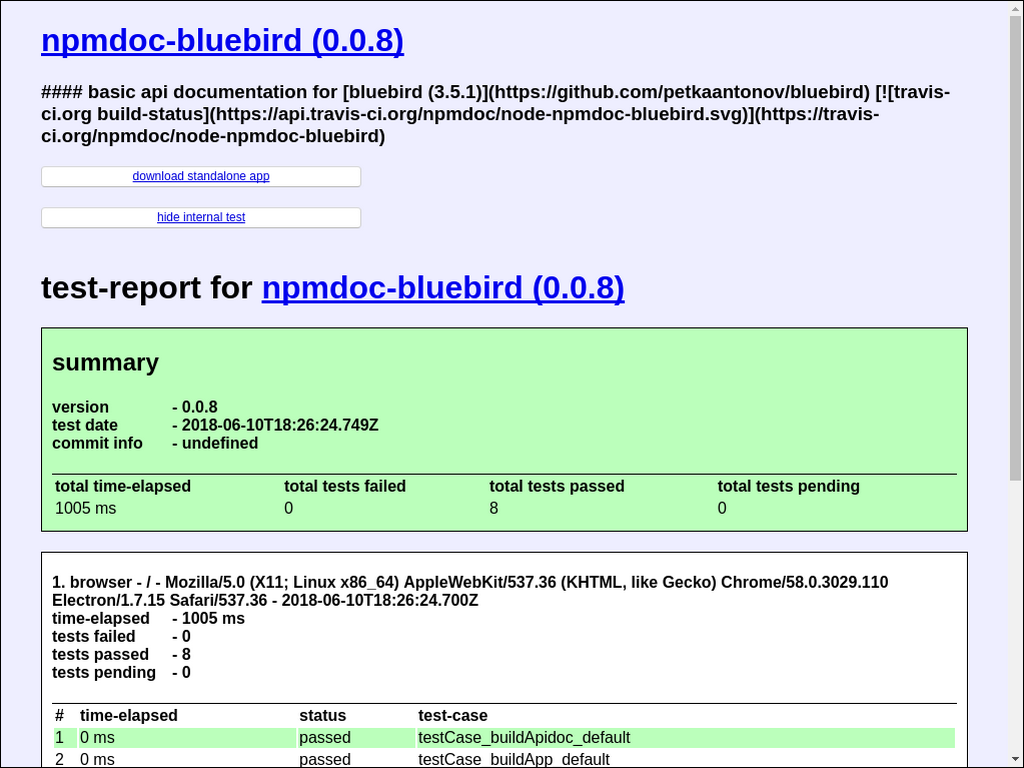 npmdoc-bluebird (0.0.8)
#### basic api documentation for [bluebird (3.5.1)](https://github.com/petkaantonov/bluebird) [![travis-
ci.org build-status](https://api.travis-ci.org/npmdoc/node-npmdoc-bluebird.svg)](https://travis-
ci.org/npmdoc/node-npmdoc-bluebird)
download standalone app
hide internal test
test-report for npmdoc-bluebird (0.0.8)
summary
version - 0.0.8
test date - 2018-06-10T18:26:24.749Z
commit info - undefined
total time-elapsed total tests failed total tests passed total tests pending
1005 ms 0 8 0
1. browser - / - Mozilla/5.0 (X11; Linux x86_64) AppleWebKit/537.36 (KHTML, like Gecko) Chrome/58.0.3029.110
Electron/1.7.15 Safari/537.36 - 2018-06-10T18:26:24.700Z
time-elapsed - 1005 ms
tests failed - 0
tests passed - 8
tests pending - 0
# time-elapsed status test-case
1 0 ms passed testCase_buildApidoc_default
2 0 ms passed testCase_buildApp_default